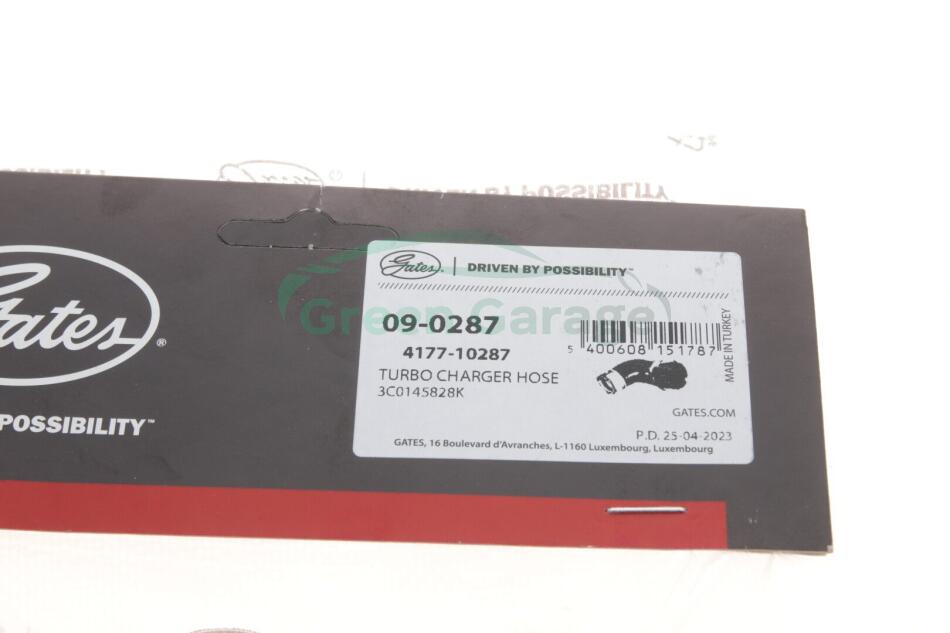 Gates®
POSSIBILITY™
Gates | DRIVEN BY POSSIBILITY™
Green Garage
09-0287
4177-10287
TURBO CHARGER HOSE
3C0145828K
5 400608 151787
MADE IN TURKEY
GATES.COM
P.D. 25-04-2023
GATES, 16 Boulevard d'Avranches, L-1160 Luxembourg, Luxembourg